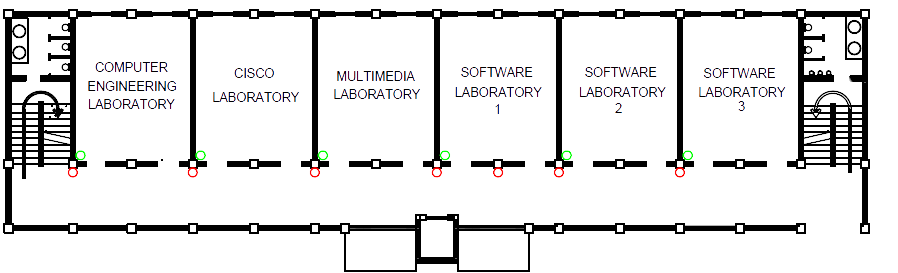 COMPUTER
ENGINEERING
LABORATORY
CISCO
LABORATORY
MULTIMEDIA
LABORATORY
SOFTWARE
LABORATORY
1
SOFTWARE
LABORATORY
2
SOFTWARE
LABORATORY
3